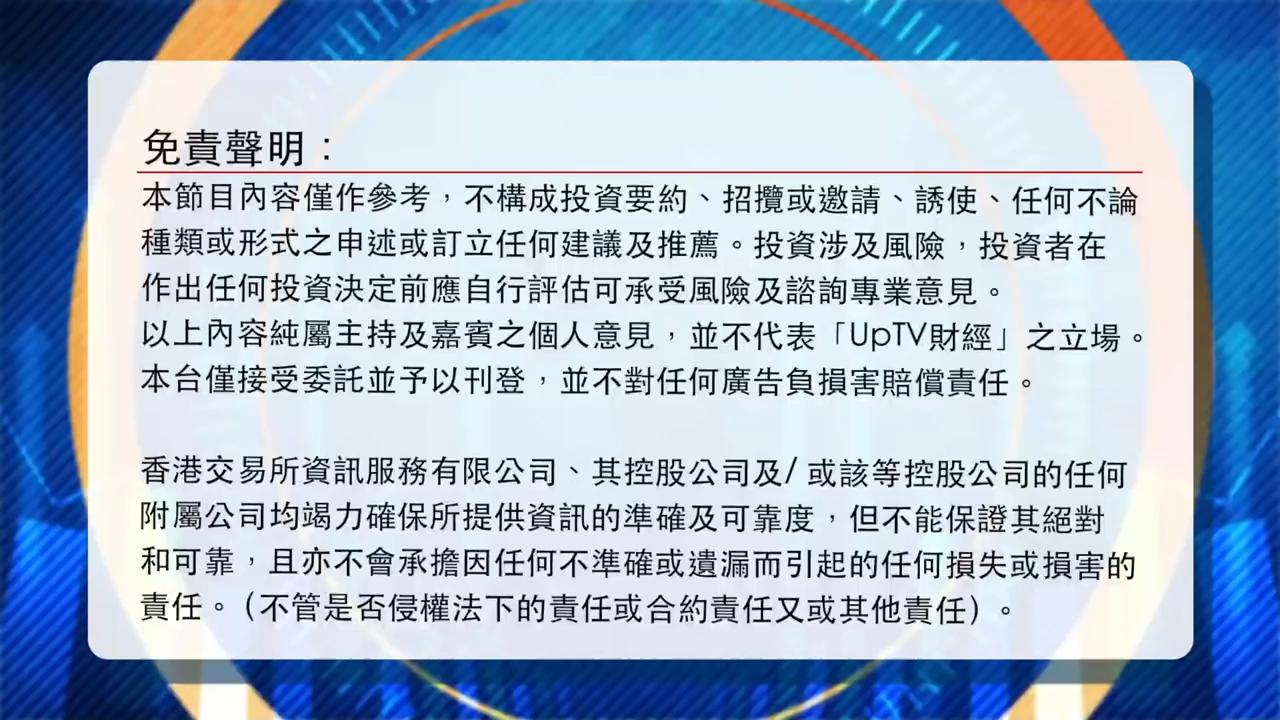 免責聲明：
本節目內容僅作參考，不構成投資要約、招攬或邀請、誘使、任何不論
種類或形式之申述或訂立任何建議及推薦。投資涉及風險，投資者在
作出任何投資決定前應自行評估可承受風險及諮詢專業意見。
以上內容純屬主持及嘉賓之個人意見，並不代表「UpTV財經」之立場。
本台僅接受委託並予以刊登，並不對任何廣告負損害賠償責任。
香港交易所資訊服務有限公司、其控股公司及/ 或該等控股公司的任何
附屬公司均竭力確保所提供資訊的準確及可靠度，但不能保證其絕對
和可靠，且亦不會承擔因任何不準確或遺漏而引起的任何損失或損害的
責任。（不管是否侵權法下的責任或合約責任又或其他責任）。